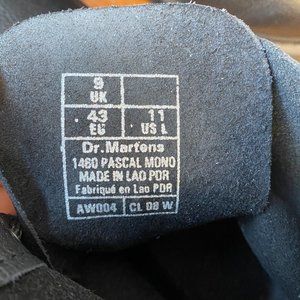 9
UK
43 11
EU US L
Dr.Martens
1460 PASCAL MONO
MADE IN LAO PDR
Fabriqué en Lao PDR
AW004 CL 08 W